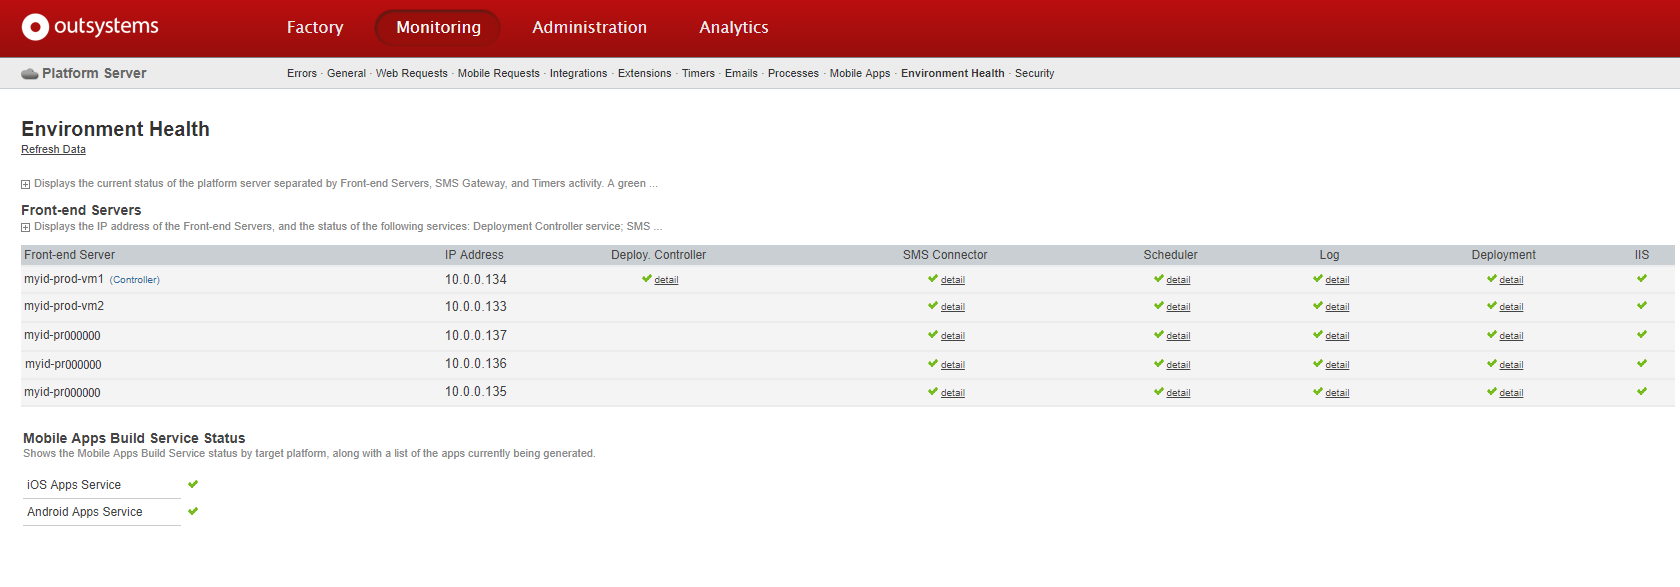 outsystems Factory Monitoring Administration Analytics
Platform Server Errors · General · Web Requests · Mobile Requests · Integrations · Extensions · Timers · Emails · Processes · Mobile Apps · Environment Health · Security
Environment Health
Refresh Data
Displays the current status of the platform server separated by Front-end Servers, SMS Gateway, and Timers activity. A green ...
Front-end Servers
Displays the IP address of the Front-end Servers, and the status of the following services: Deployment Controller service; SMS ...
Front-end Server IP Address Deploy. Controller SMS Connector Scheduler Log Deployment IIS
myid-prod-vm1 (Controller) 10.0.0.134 detail detail detail detail detail
myid-prod-vm2 10.0.0.133 detail detail detail detail
myid-pr000000 10.0.0.137 detail detail detail detail
myid-pr000000 10.0.0.136 detail detail detail detail
myid-pr000000 10.0.0.135 detail detail detail detail
Mobile Apps Build Service Status
Shows the Mobile Apps Build Service status by target platform, along with a list of the apps currently being generated.
iOS Apps Service
Android Apps Service